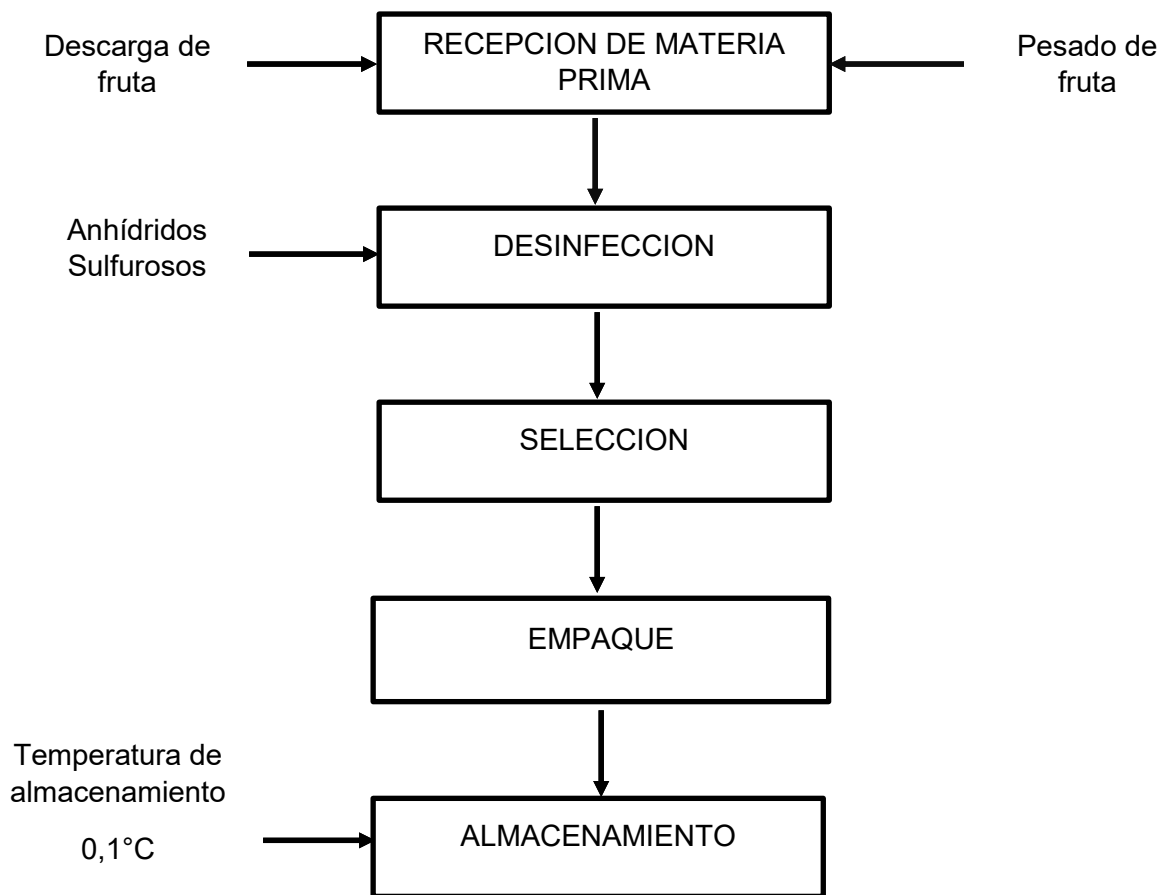 Descarga de
fruta
RECEPCION DE MATERIA
PRIMA
Pesado de
fruta
Anhídridos
Sulfurosos
DESINFECCION
SELECCION
EMPAQUE
Temperatura de
almacenamiento
0,1°C
ALMACENAMIENTO